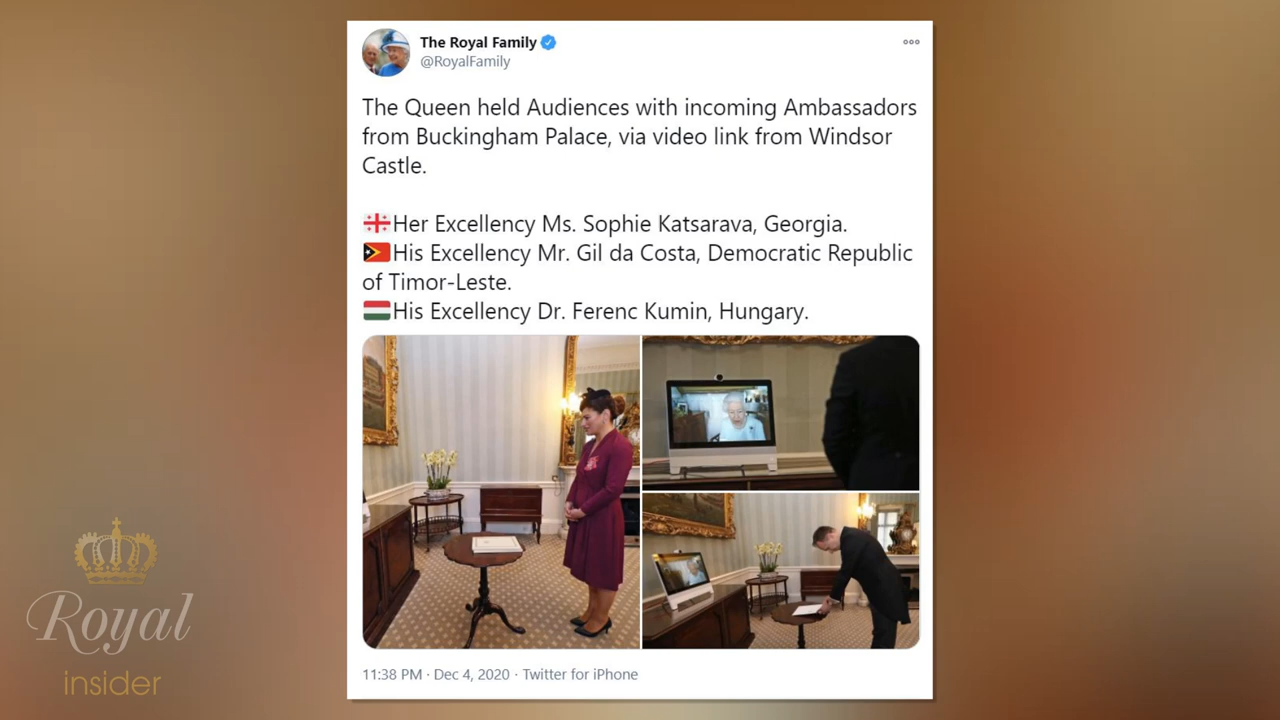 The Royal Family
@RoyalFamily
The Queen held Audiences with incoming Ambassadors
from Buckingham Palace, via video link from Windsor
Castle.
Her Excellency Ms. Sophie Katsarava, Georgia.
His Excellency Mr. Gil da Costa, Democratic Republic
of Timor-Leste.
His Excellency Dr. Ferenc Kumin, Hungary.
11:38 PM · Dec 4, 2020 · Twitter for iPhone
Royal
insider